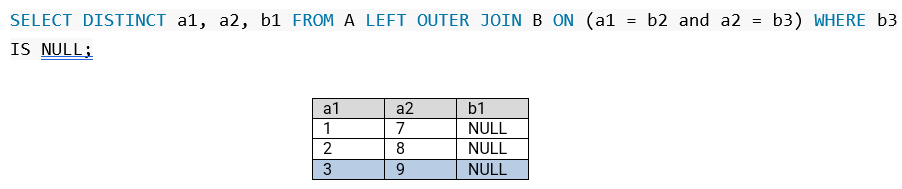 SELECT DISTINCT a1, a2, b1 FROM A LEFT OUTER JOIN B ON (a1 = b2 and a2 = b3) WHERE b3
IS NULL;
a1 a2 b1
1 7 NULL
2 8 NULL
3 9 NULL